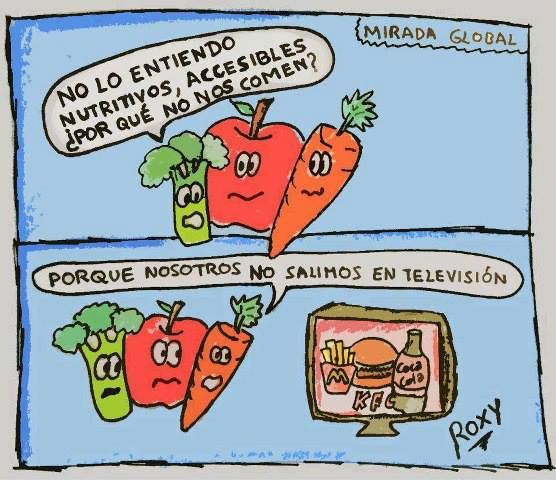 MIRADA GLOBAL
NO LO ENTIENDO
NUTRITIVOS, ACCESIBLES
¿POR QUÉ NO NOS COMEN?
PORQUE NOSOTROS NO SALIMOS EN TELEVISIÓN
M
Coca
Cola
KFC
ROXY